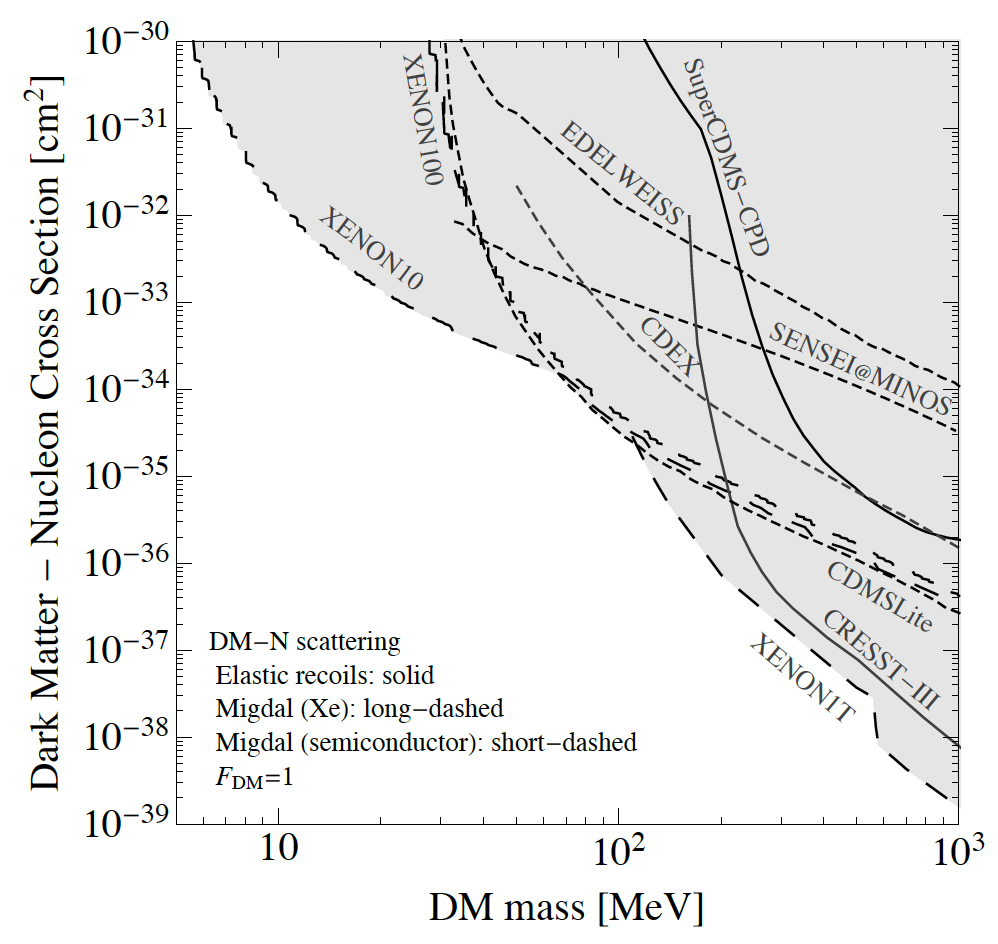 Dark Matter − Nucleon Cross Section [cm²]
10⁻³⁰
10⁻³¹
10⁻³²
10⁻³³
10⁻³⁴
10⁻³⁵
10⁻³⁶
10⁻³⁷
10⁻³⁸
10⁻³⁹
XENON100
SuperCDMS−CPD
EDELWEISS
XENON10
CDEX
SENSEI@MINOS
CDMSLite
CRESST−III
XENON1T
DM−N scattering
Elastic recoils: solid
Migdal (Xe): long−dashed
Migdal (semiconductor): short−dashed
F_DM=1
10
10²
10³
DM mass [MeV]